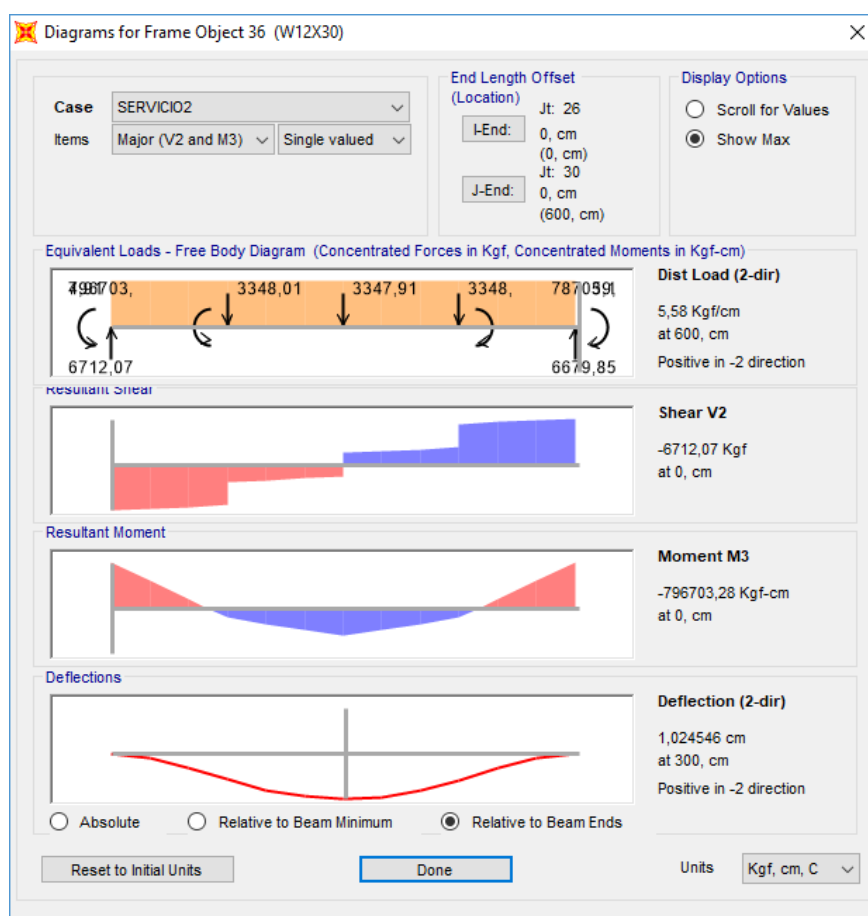 Diagrams for Frame Object 36 (W12X30)
Case SERVICIO2
Items Major (V2 and M3) Single valued
End Length Offset
(Location)
I-End:
Jt: 26
0, cm
(0, cm)
J-End:
Jt: 30
0, cm
(600, cm)
Display Options
Scroll for Values
Show Max
Equivalent Loads - Free Body Diagram (Concentrated Forces in Kgf, Concentrated Moments in Kgf-cm)
3348,01 3347,91 3348,
6712,07 6679,85
Dist Load (2-dir)
5,58 Kgf/cm
at 600, cm
Positive in -2 direction
Resultant Shear
Shear V2
-6712,07 Kgf
at 0, cm
Resultant Moment
Moment M3
-796703,28 Kgf-cm
at 0, cm
Deflections
Deflection (2-dir)
1,024546 cm
at 300, cm
Positive in -2 direction
Absolute Relative to Beam Minimum Relative to Beam Ends
Reset to Initial Units Done Units Kgf, cm, C